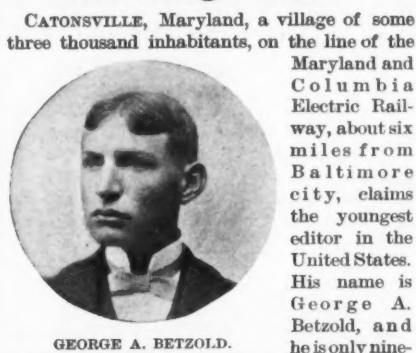 CATONSVILLE, Maryland, a village of some
three thousand inhabitants, on the line of the
Maryland and
Columbia
Electric Rail-
way, about six
miles from
Baltimore
city, claims
the youngest
editor in the
United States.
His name is
George A.
Betzold, and
he is only nine-
GEORGE A. BETZOLD.